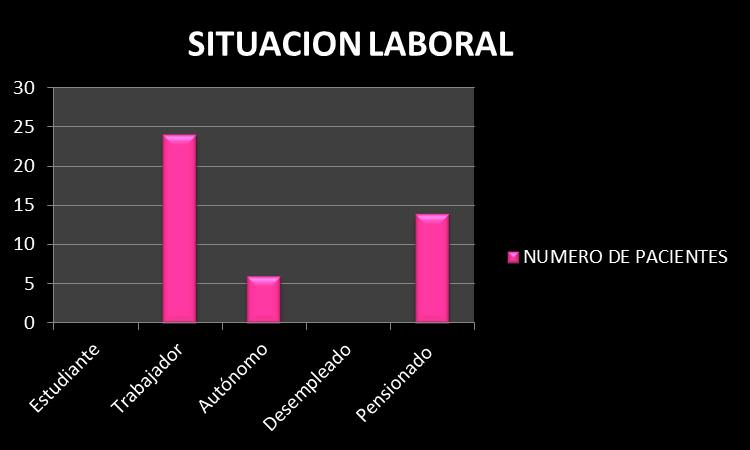 SITUACION LABORAL
30
25
20
15
10
5
0
Estudiante
Trabajador
Autónomo
Desempleado
Pensionado
NUMERO DE PACIENTES